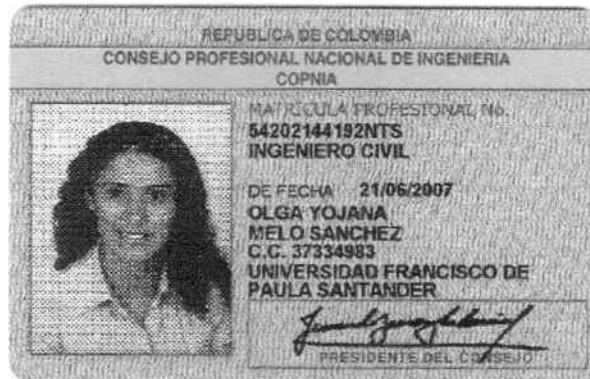 REPUBLICA DE COLOMBIA
CONSEJO PROFESIONAL NACIONAL DE INGENIERIA
COPNIA
MATRICULA PROFESIONAL No.
54202144192NTS
INGENIERO CIVIL
DE FECHA 21/06/2007
OLGA YOJANA
MELO SANCHEZ
C.C. 37334983
UNIVERSIDAD FRANCISCO DE
PAULA SANTANDER
PRESIDENTE DEL CONSEJO